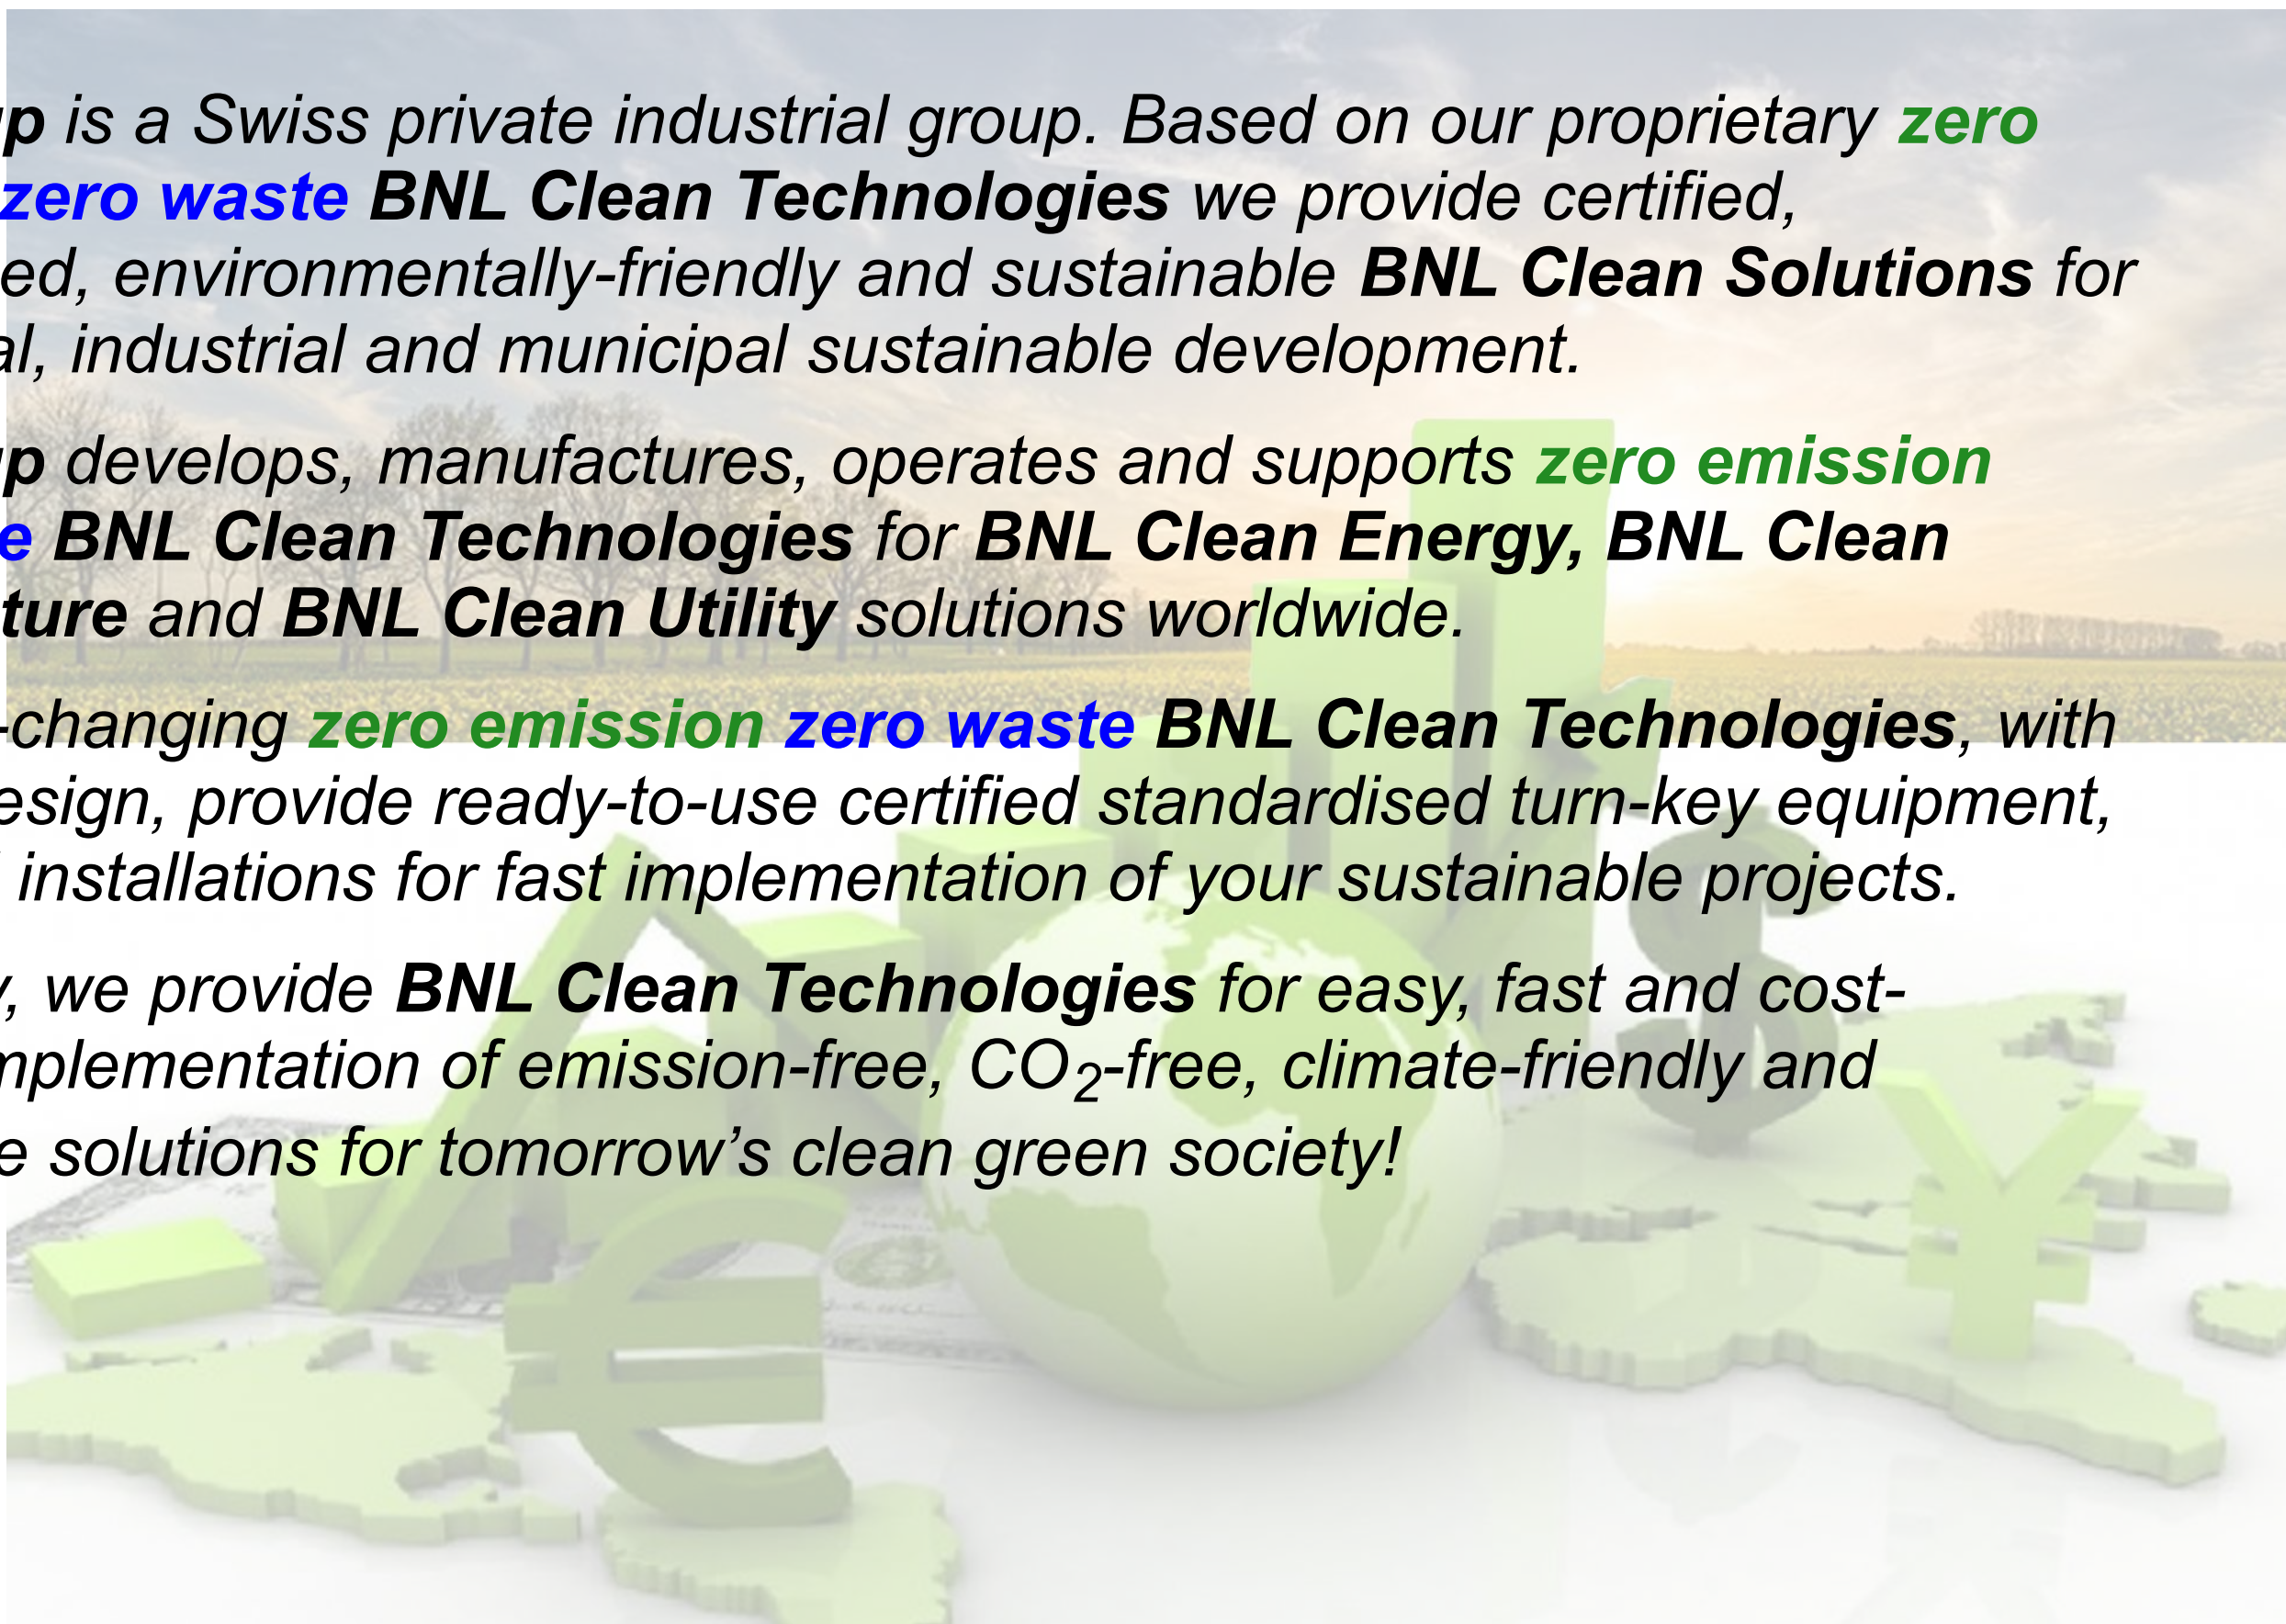 up is a Swiss private industrial group. Based on our proprietary zero
zero waste BNL Clean Technologies we provide certified,
ed, environmentally-friendly and sustainable BNL Clean Solutions for
al, industrial and municipal sustainable development.
up develops, manufactures, operates and supports zero emission
e BNL Clean Technologies for BNL Clean Energy, BNL Clean
ture and BNL Clean Utility solutions worldwide.
-changing zero emission zero waste BNL Clean Technologies, with
esign, provide ready-to-use certified standardised turn-key equipment,
installations for fast implementation of your sustainable projects.
y, we provide BNL Clean Technologies for easy, fast and cost-
mplementation of emission-free, CO₂-free, climate-friendly and
e solutions for tomorrow’s clean green society!
$
¥
€